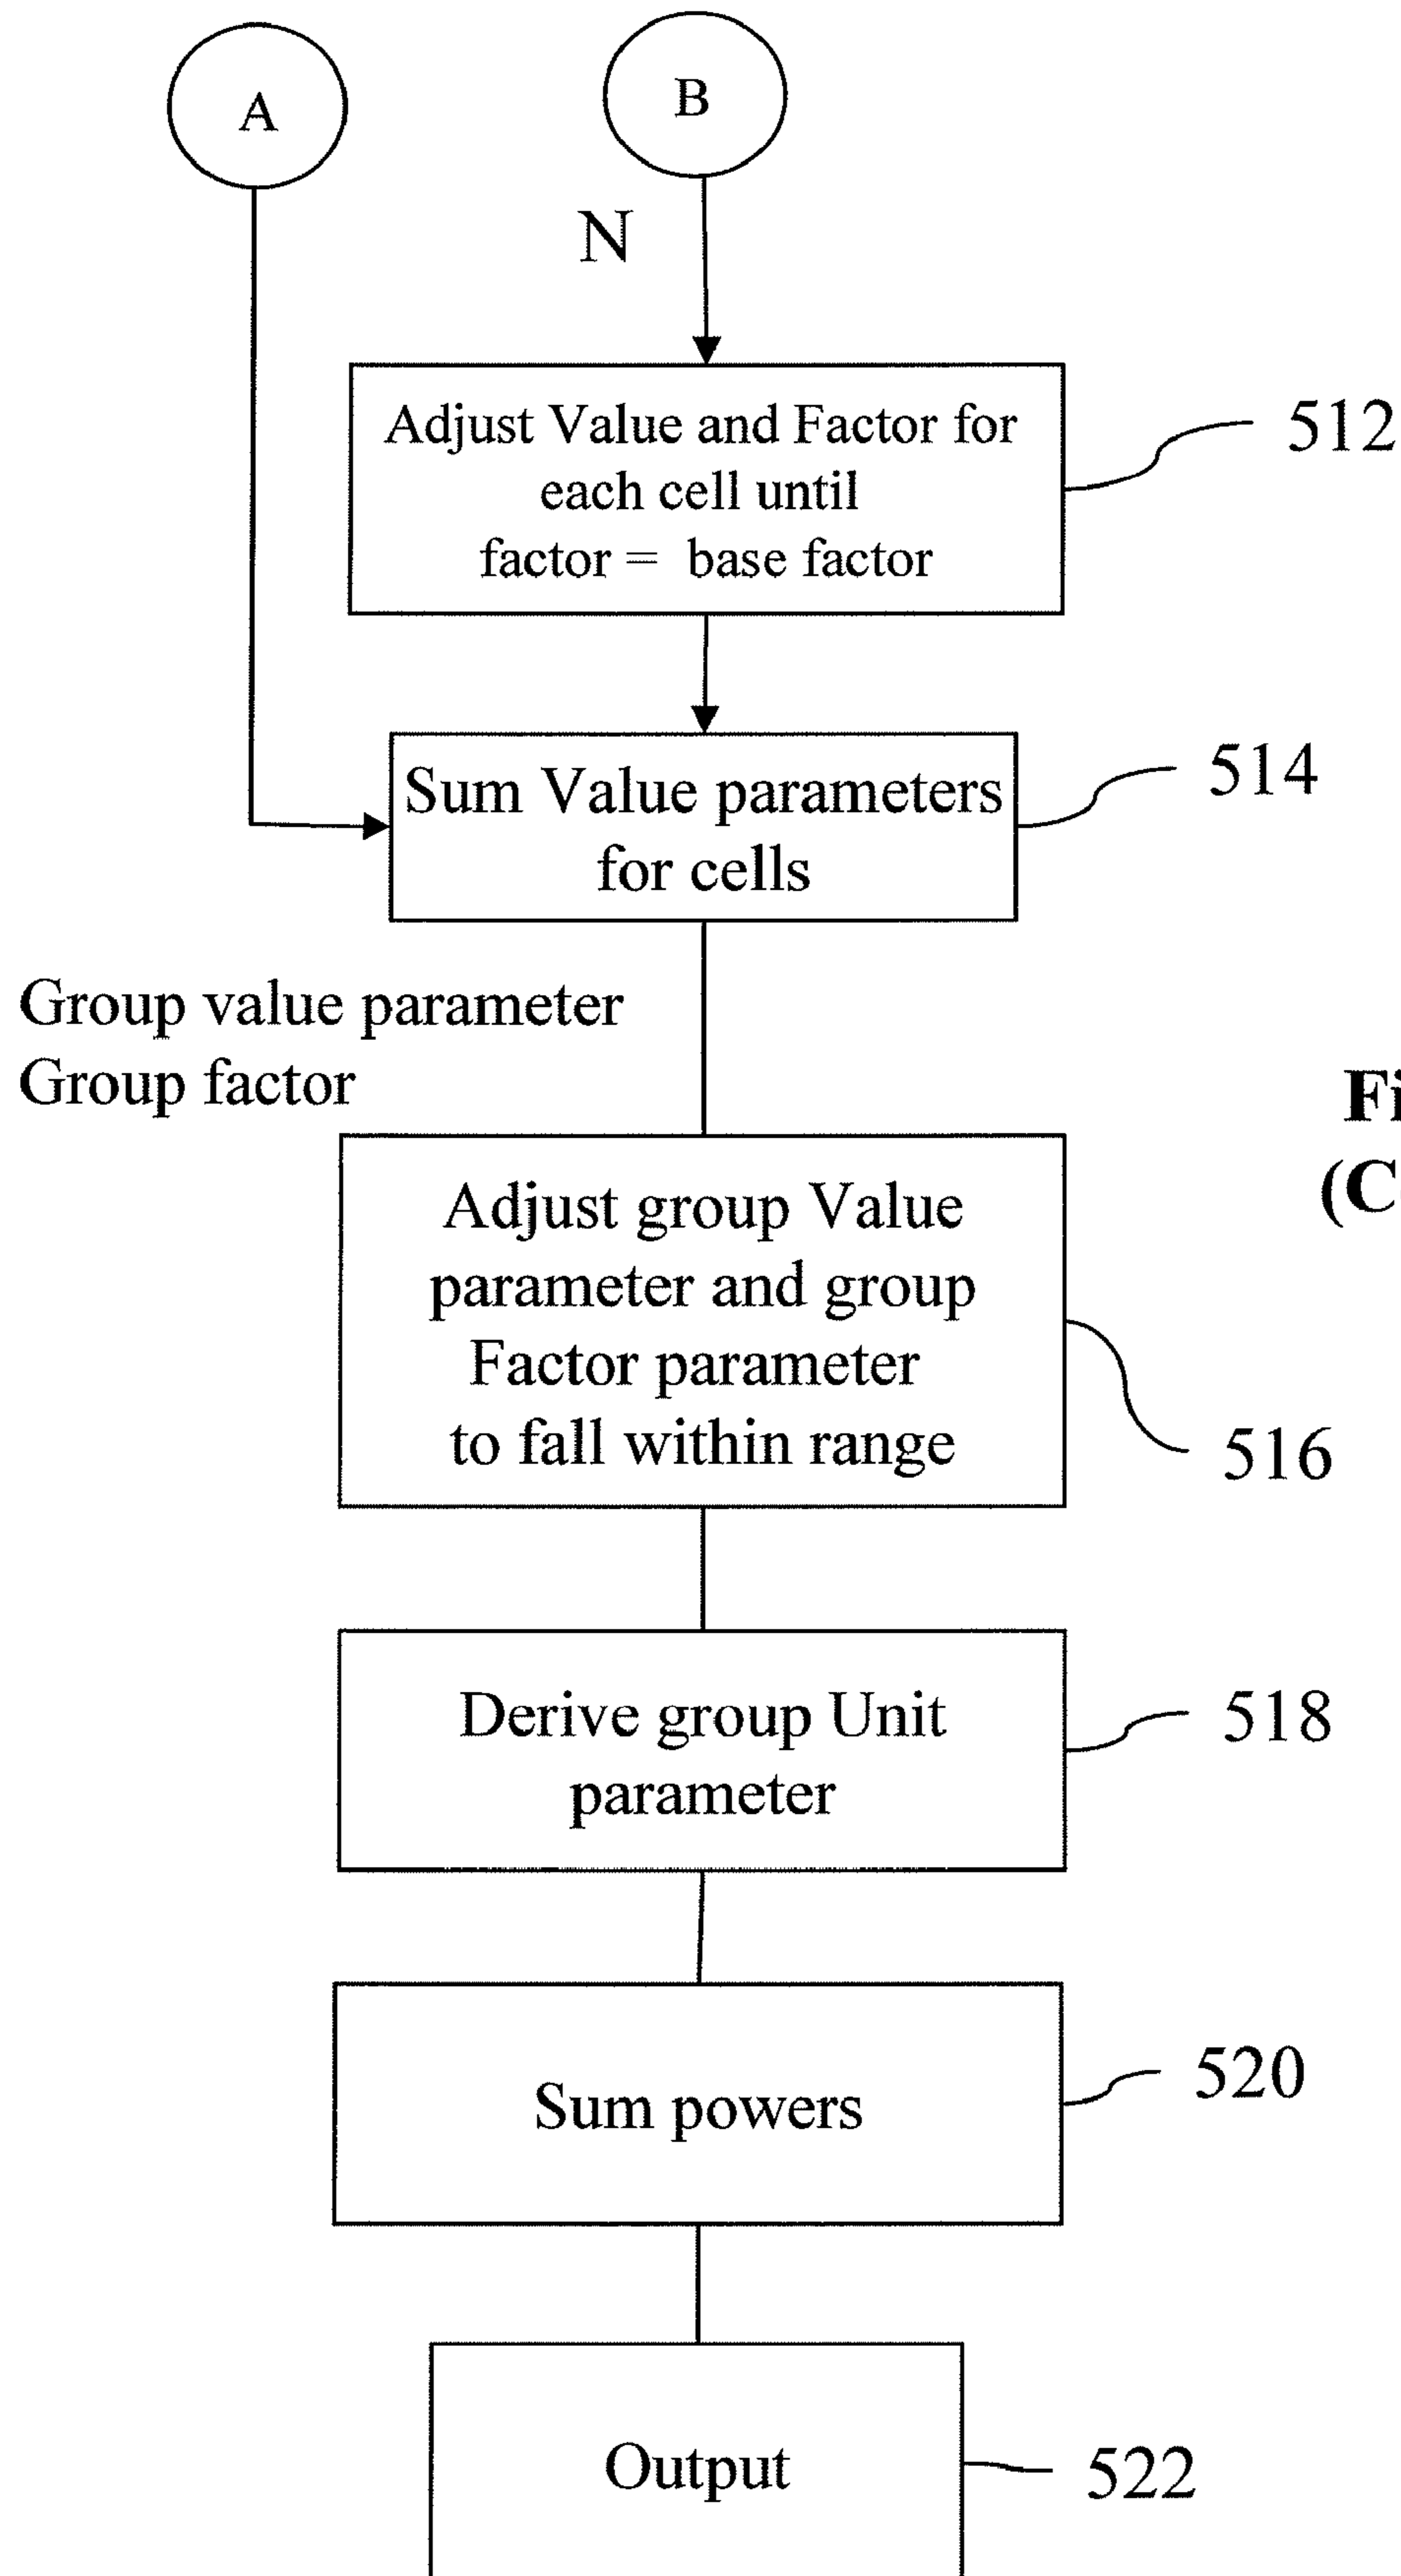 A
B
N
Adjust Value and Factor for
each cell until
factor = base factor
512
Sum Value parameters
for cells
514
Group value parameter
Group factor
Adjust group Value
parameter and group
Factor parameter
to fall within range
516
Derive group Unit
parameter
518
Sum powers
520
Output
522